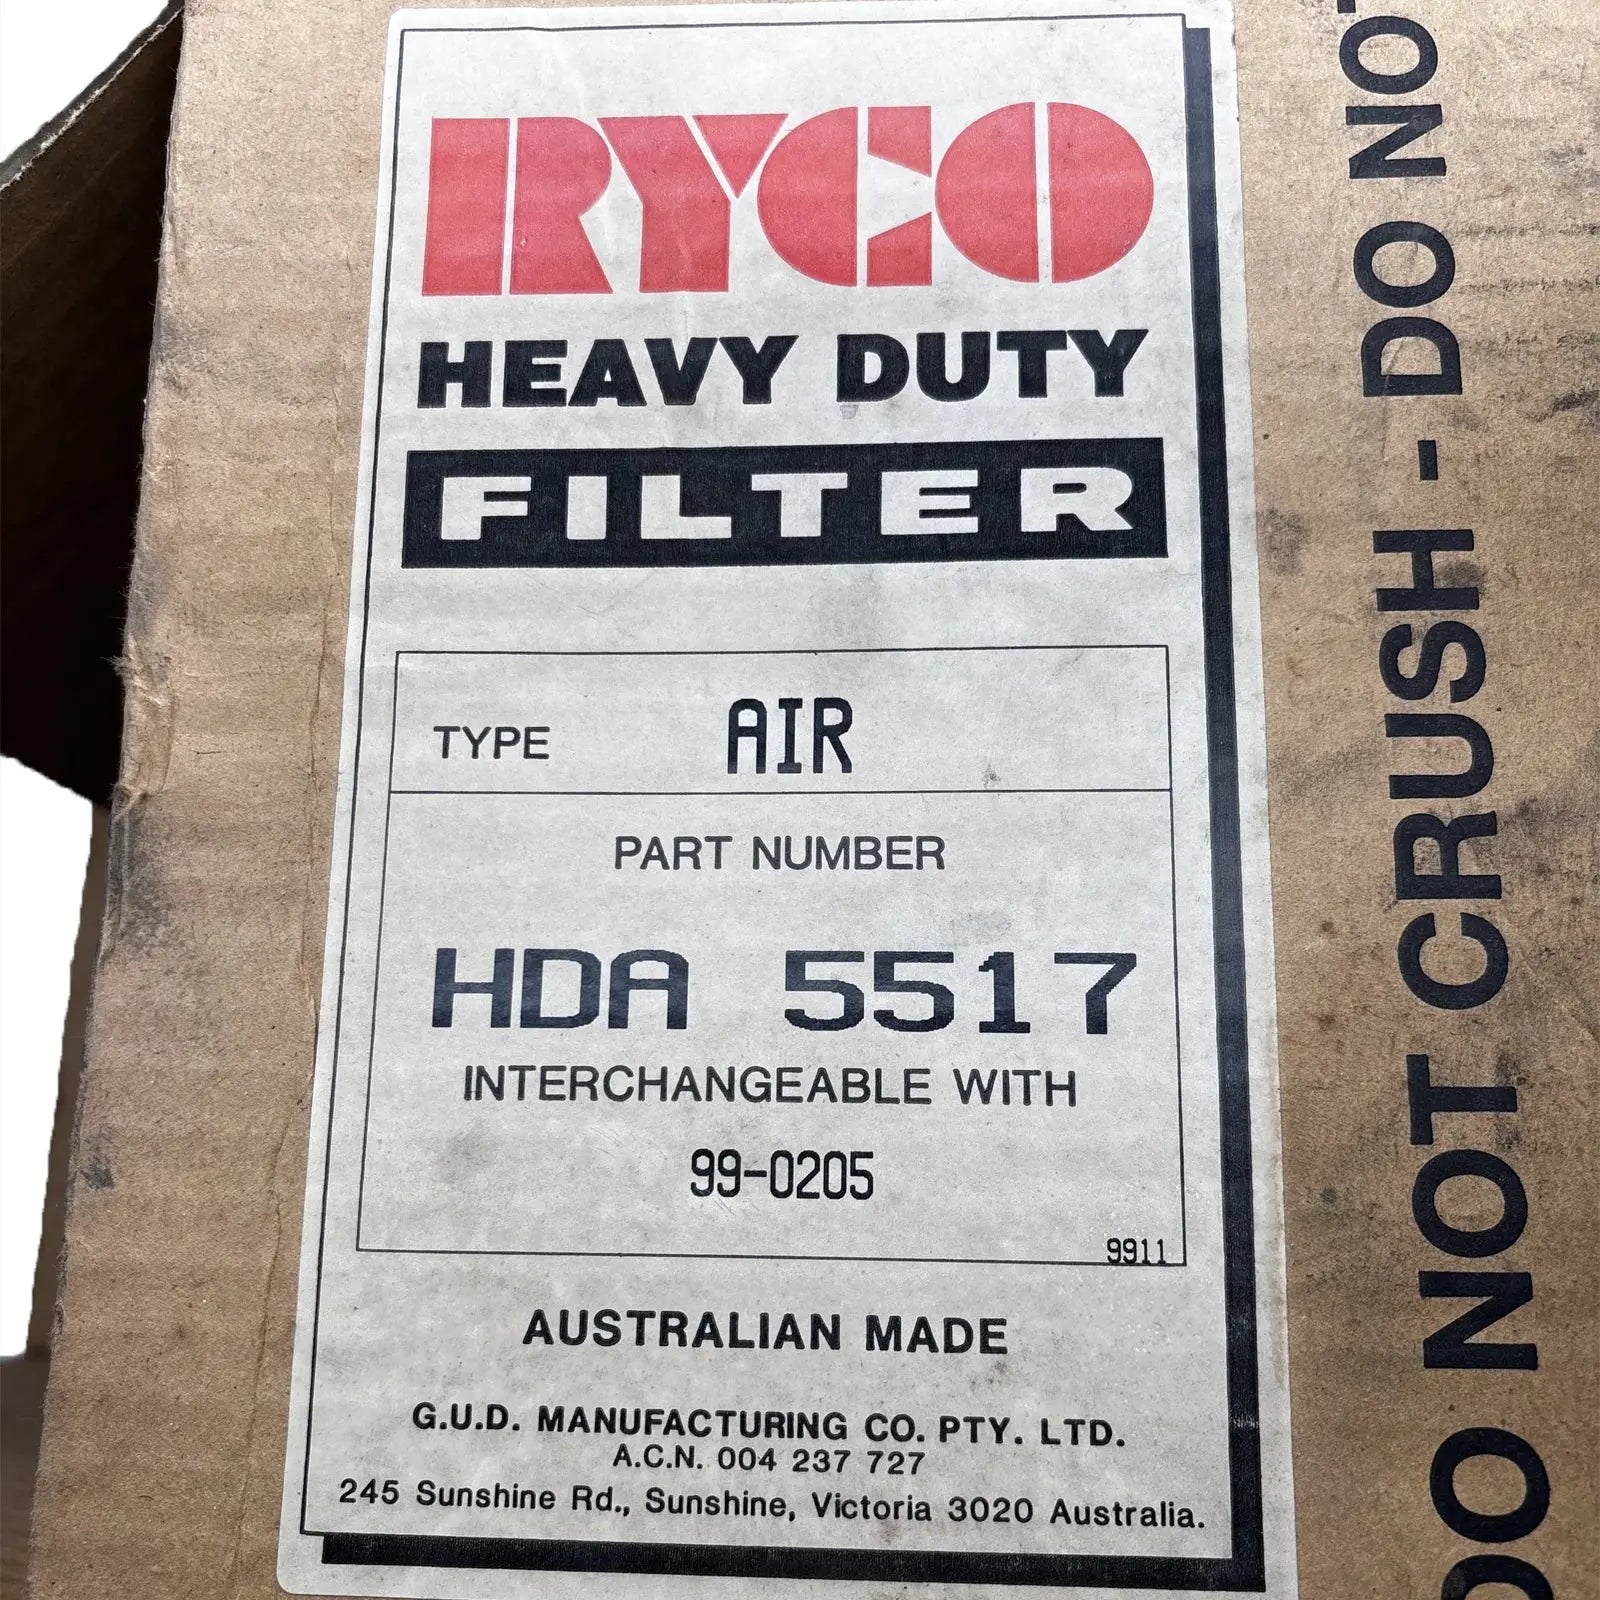 RYCO
HEAVY DUTY
FILTER
TYPE AIR
PART NUMBER
HDA 5517
INTERCHANGEABLE WITH
99-0205
9911
AUSTRALIAN MADE
G.U.D. MANUFACTURING CO. PTY. LTD.
A.C.N. 004 237 727
245 Sunshine Rd., Sunshine, Victoria 3020 Australia.
DO NOT CRUSH - DO NOT